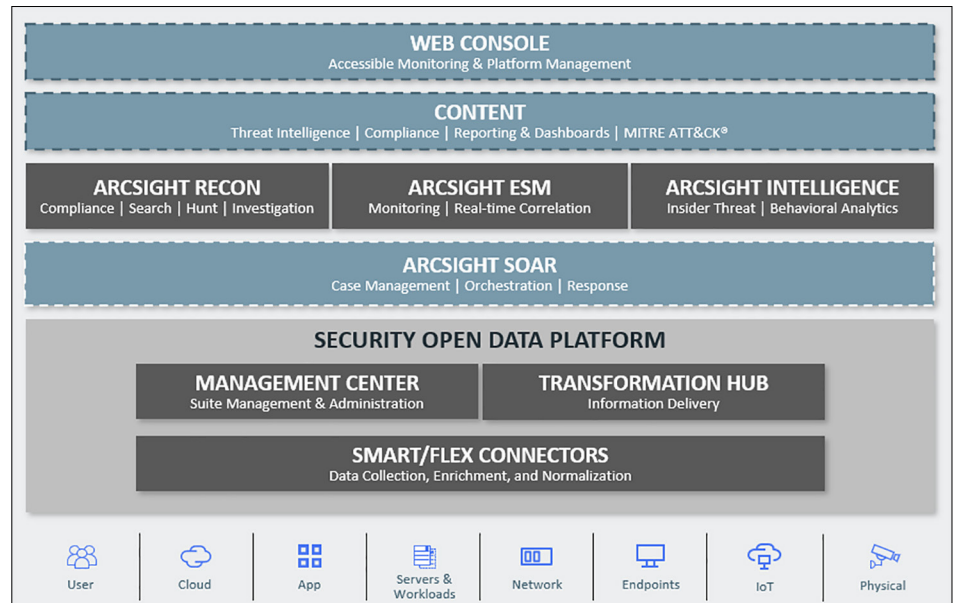 WEB CONSOLE
Accessible Monitoring & Platform Management
CONTENT
Threat Intelligence | Compliance | Reporting & Dashboards | MITRE ATT&CK®
ARCSIGHT RECON
Compliance | Search | Hunt | Investigation
ARCSIGHT ESM
Monitoring | Real-time Correlation
ARCSIGHT INTELLIGENCE
Insider Threat | Behavioral Analytics
ARCSIGHT SOAR
Case Management | Orchestration | Response
SECURITY OPEN DATA PLATFORM
MANAGEMENT CENTER
Suite Management & Administration
TRANSFORMATION HUB
Information Delivery
SMART/FLEX CONNECTORS
Data Collection, Enrichment, and Normalization
User
Cloud
App
Servers &
Workloads
Network
Endpoints
IoT
Physical